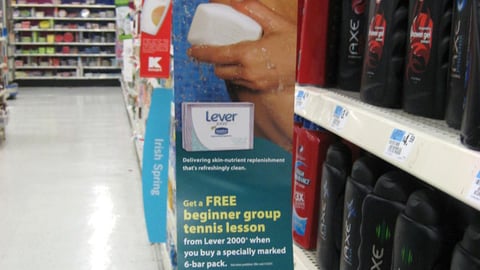 Lever
2000
Delivering skin-nutrient replenishment
that's refreshingly clean.
Get a FREE
beginner group
tennis lesson
from Lever 2000® when
you buy a specially marked
6-bar pack.
Irish Spring
K
AXE
AXE
AXE
AXE